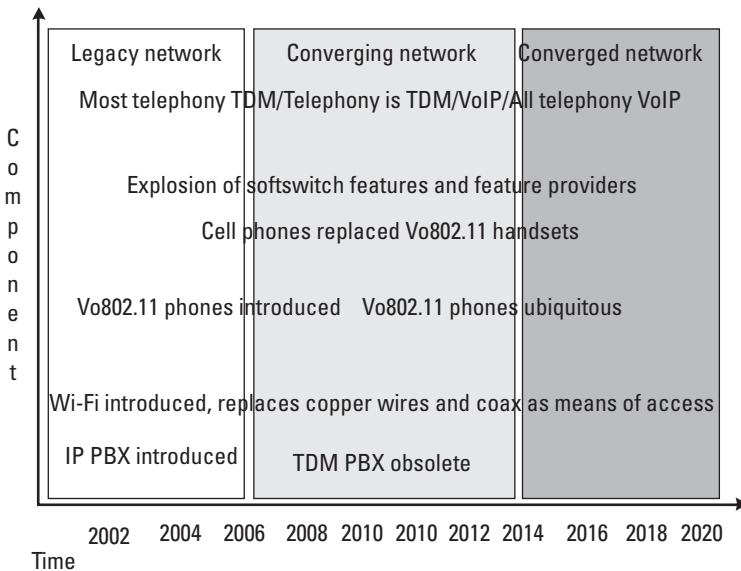 Legacy network Converging network Converged network
Most telephony TDM/Telephony is TDM/VoIP/All telephony VoIP
Component
Explosion of softswitch features and feature providers
Cell phones replaced Vo802.11 handsets
Vo802.11 phones introduced Vo802.11 phones ubiquitous
Wi-Fi introduced, replaces copper wires and coax as means of access
IP PBX introduced TDM PBX obsolete
2002 2004 2006 2008 2010 2010 2012 2014 2016 2018 2020
Time